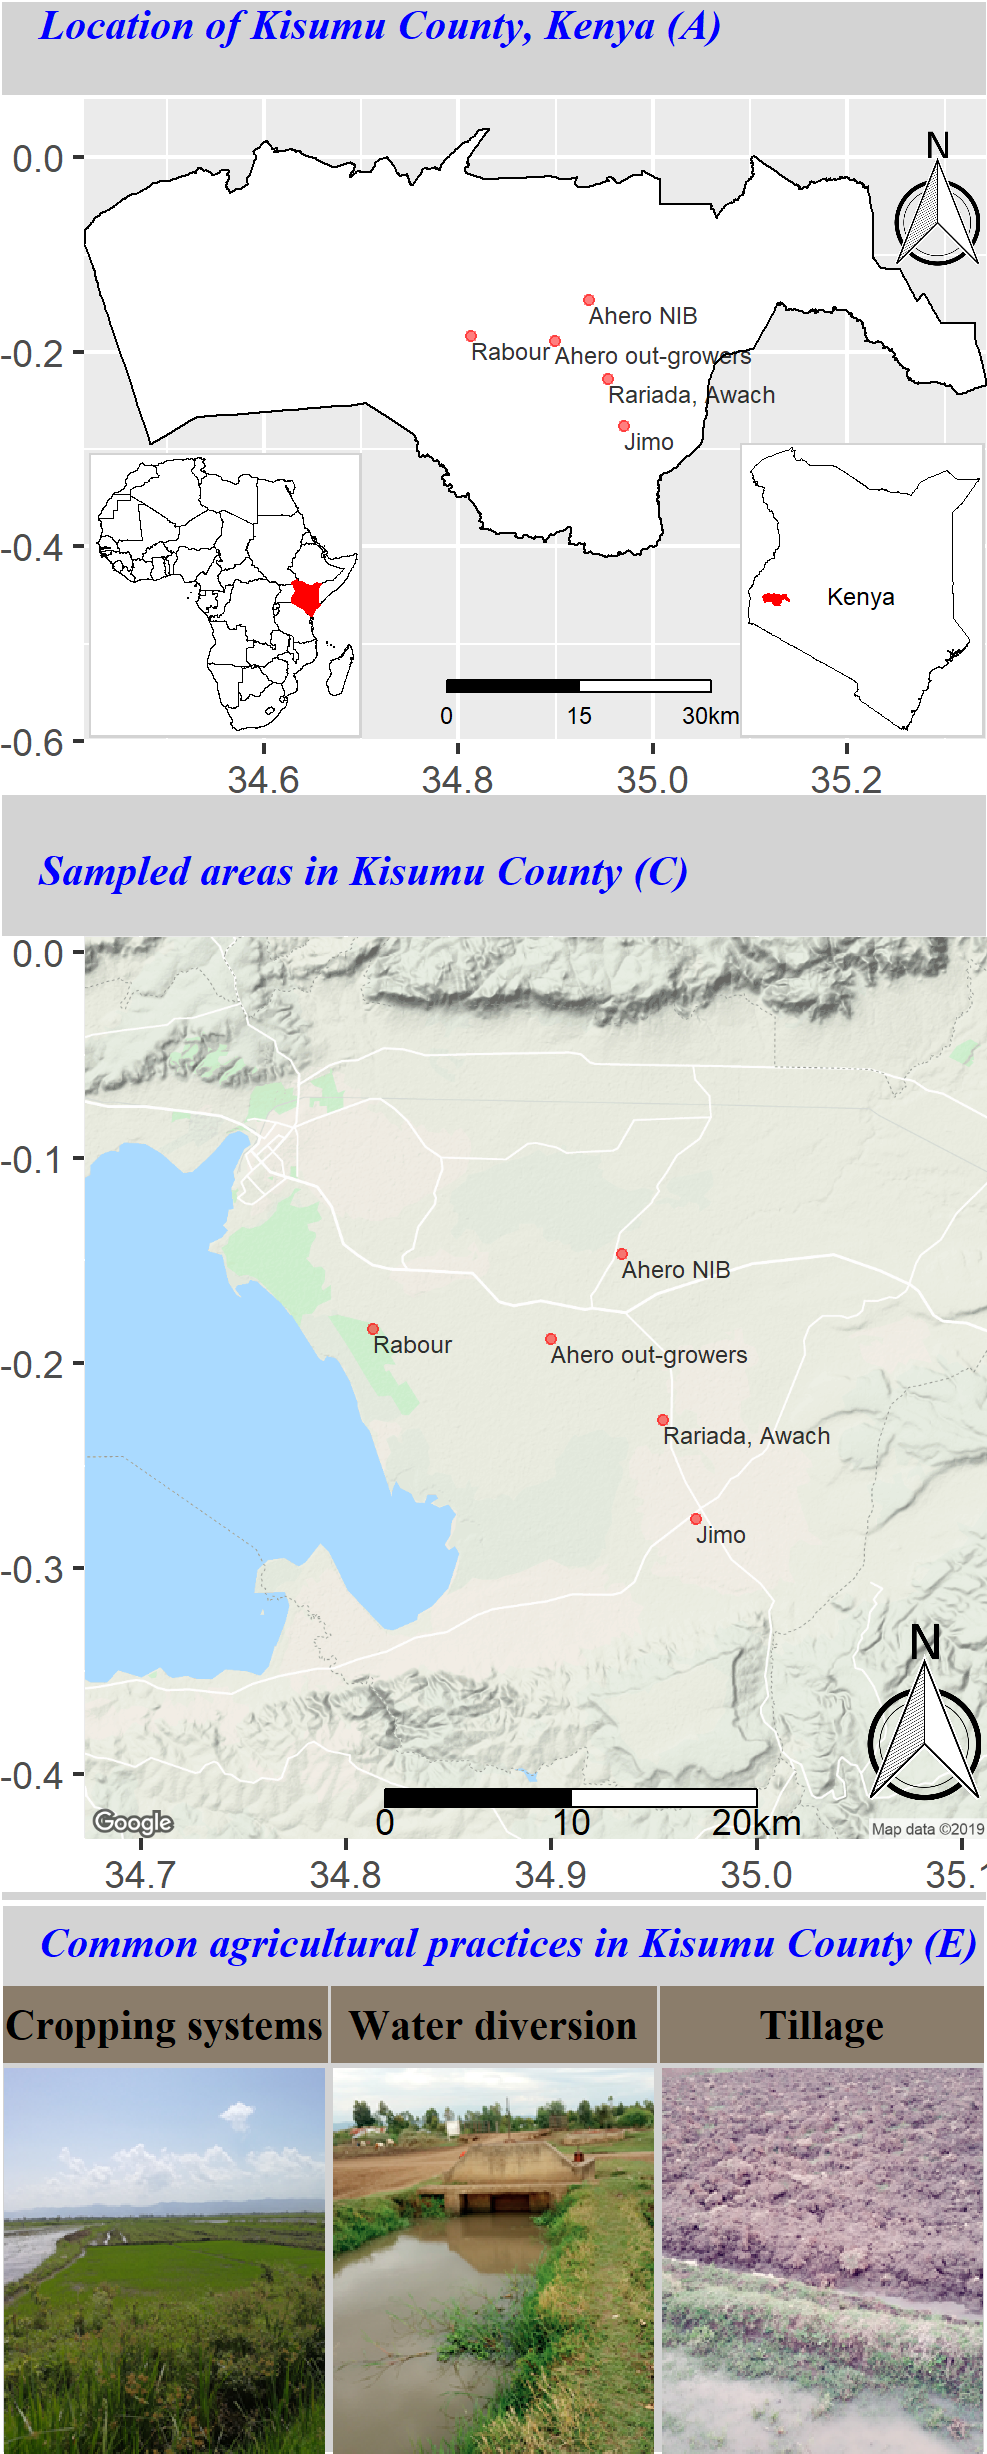 Location of Kisumu County, Kenya (A)
N
0.0
-0.2
-0.4
-0.6
Ahero NIB
Rabour
Ahero out-growers
Rariada, Awach
Jimo
Kenya
0 15 30km
34.6 34.8 35.0 35.2
Sampled areas in Kisumu County (C)
0.0
-0.1
-0.2
-0.3
-0.4
Ahero NIB
Rabour
Ahero out-growers
Rariada, Awach
Jimo
N
0 10 20km
Google
Map data ©2019
34.7 34.8 34.9 35.0 35.1
Common agricultural practices in Kisumu County (E)
Cropping systems Water diversion Tillage